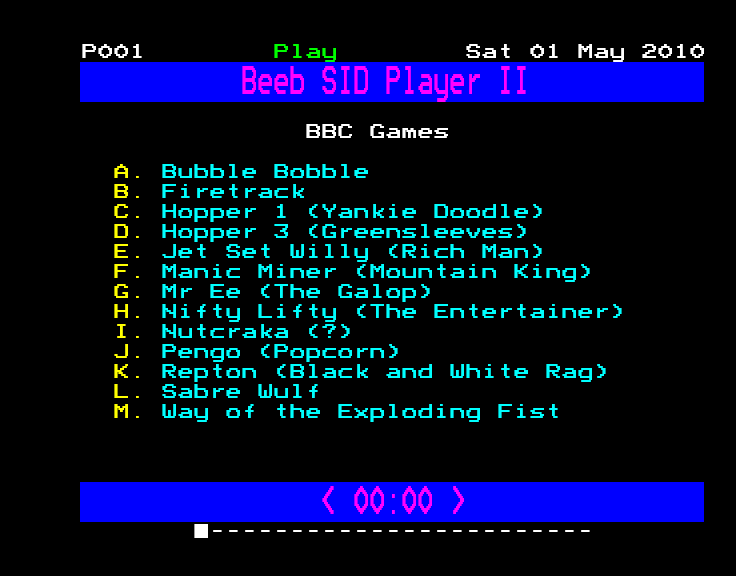 P001 Play Sat 01 May 2010
Beeb SID Player II
BBC Games
A. Bubble Bobble
B. Firetrack
C. Hopper 1 (Yankie Doodle)
D. Hopper 3 (Greensleeves)
E. Jet Set Willy (Rich Man)
F. Manic Miner (Mountain King)
G. Mr Ee (The Galop)
H. Nifty Lifty (The Entertainer)
I. Nutcraka (?)
J. Pengo (Popcorn)
K. Repton (Black and White Rag)
L. Sabre Wulf
M. Way of the Exploding Fist
< 00:00 >
■------------------------